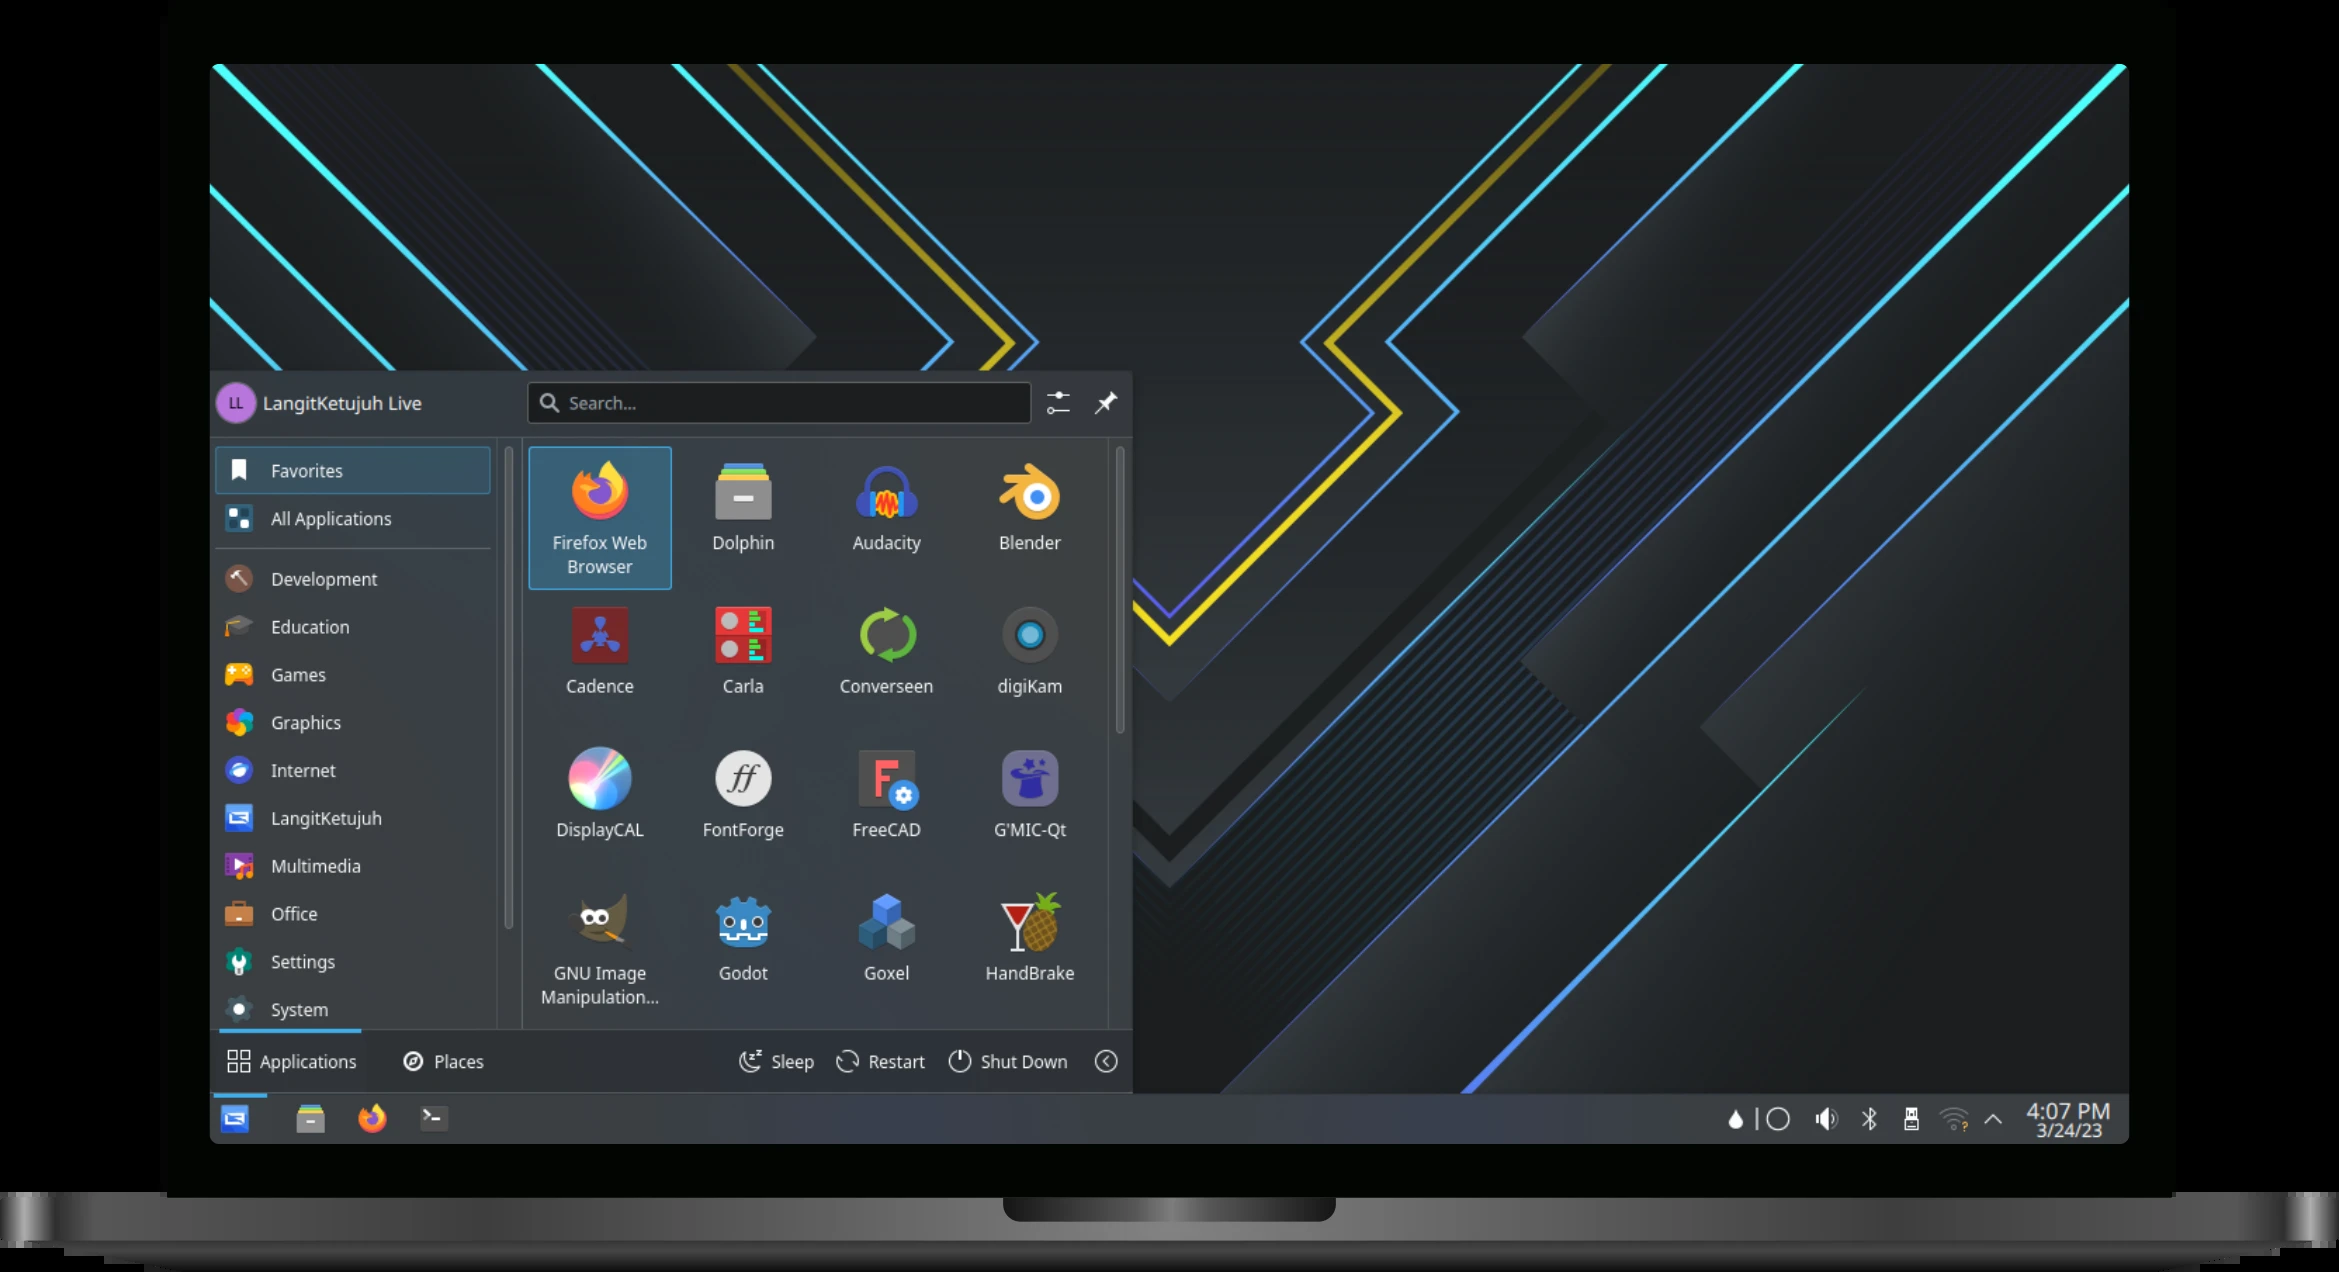 LL LangitKetujuh Live
Search...
Favorites
All Applications
Development
Education
Games
Graphics
Internet
LangitKetujuh
Multimedia
Office
Settings
System
Firefox Web
Browser
Dolphin
Audacity
Blender
Cadence
Carla
Converseen
digiKam
DisplayCAL
FontForge
FreeCAD
G'MIC-Qt
GNU Image
Manipulation...
Godot
Goxel
HandBrake
Applications
Places
Sleep
Restart
Shut Down
4:07 PM
3/24/23